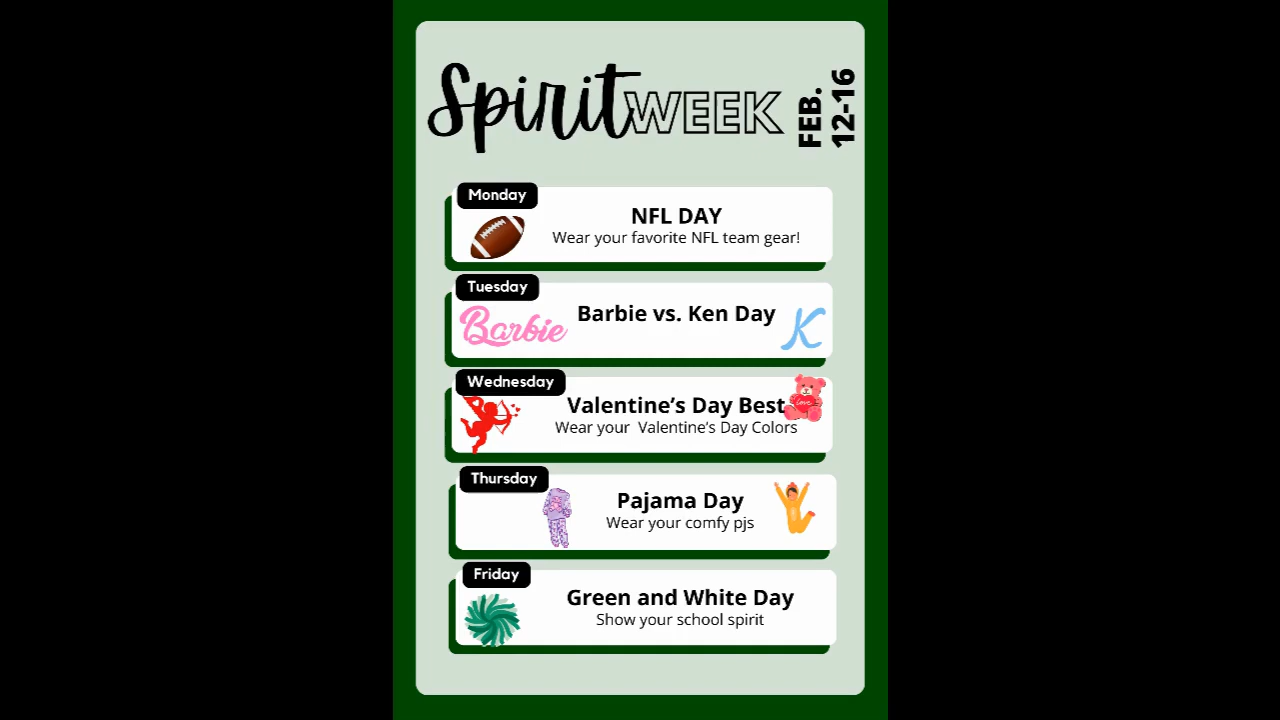 Spirit WEEK
FEB.
12-16
Monday
NFL DAY
Wear your favorite NFL team gear!
Tuesday
Barbie
Barbie vs. Ken Day
K
Wednesday
Valentine's Day Best
Love
Wear your Valentine's Day Colors
Thursday
Pajama Day
Wear your comfy pjs
Friday
Green and White Day
Show your school spirit